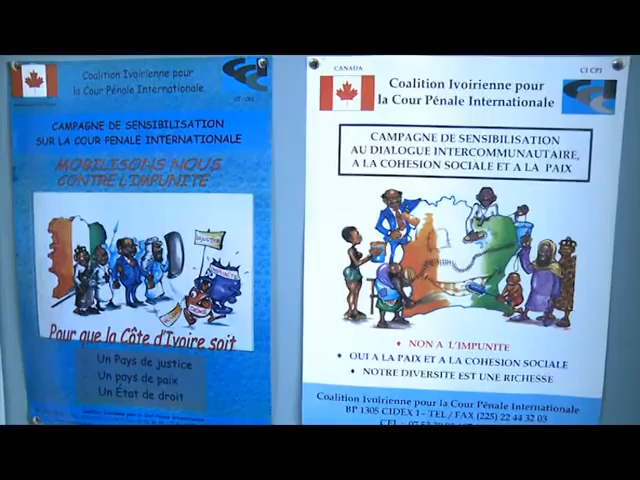 Coalition Ivoirienne pour
la Cour Pénale Internationale
CAMPAGNE DE SENSIBILISATION
SUR LA COUR PENALE INTERNATIONALE
MOBILISONS NOUS
CONTRE L'IMPUNITE
Pour que la Côte d'Ivoire soit
Un Pays de justice
Un pays de paix
Un État de droit
CANADA
CI CPI
Coalition Ivoirienne pour
la Cour Pénale Internationale
CAMPAGNE DE SENSIBILISATION
AU DIALOGUE INTERCOMMUNAUTAIRE,
A LA COHESION SOCIALE ET A LA PAIX
♦ NON A L'IMPUNITE
♦ OUI A LA PAIX ET A LA COHESION SOCIALE
♦ NOTRE DIVERSITE EST UNE RICHESSE
Coalition Ivoirienne pour la Cour Pénale Internationale
BP 1305 CIDEX 1 - TEL / FAX (225) 22 44 32 03